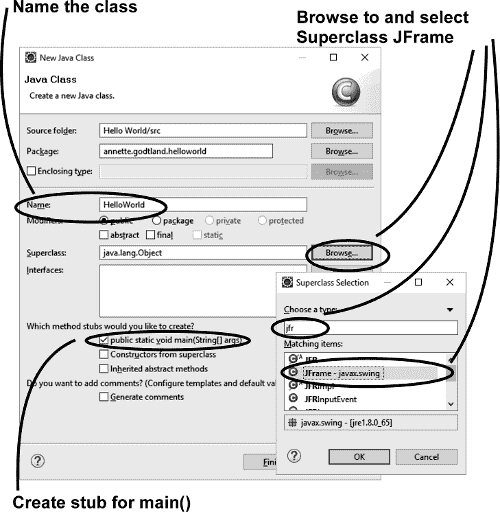 Name the class
Browse to and select
Superclass JFrame
New Java Class
Java Class
Create a new Java class.
Source folder: Hello World/src Browse...
Package: annette.godtland.helloworld Browse...
Enclosing type: Browse...
Name: HelloWorld
Modifiers: public package private protected
abstract final static
Superclass: java.lang.Object Browse...
Interfaces:
Which method stubs would you like to create?
public static void main(String[] args)
Constructors from superclass
Inherited abstract methods
Do you want to add comments? (Configure templates and default
Generate comments
Superclass Selection
Choose a type:
jfr
Matching items:
JFR
JFrame - javax.swing
JFRImpl
JFRInputEvent
javax.swing - [jre1.8.0_65]
OK Cancel
Create stub for main()